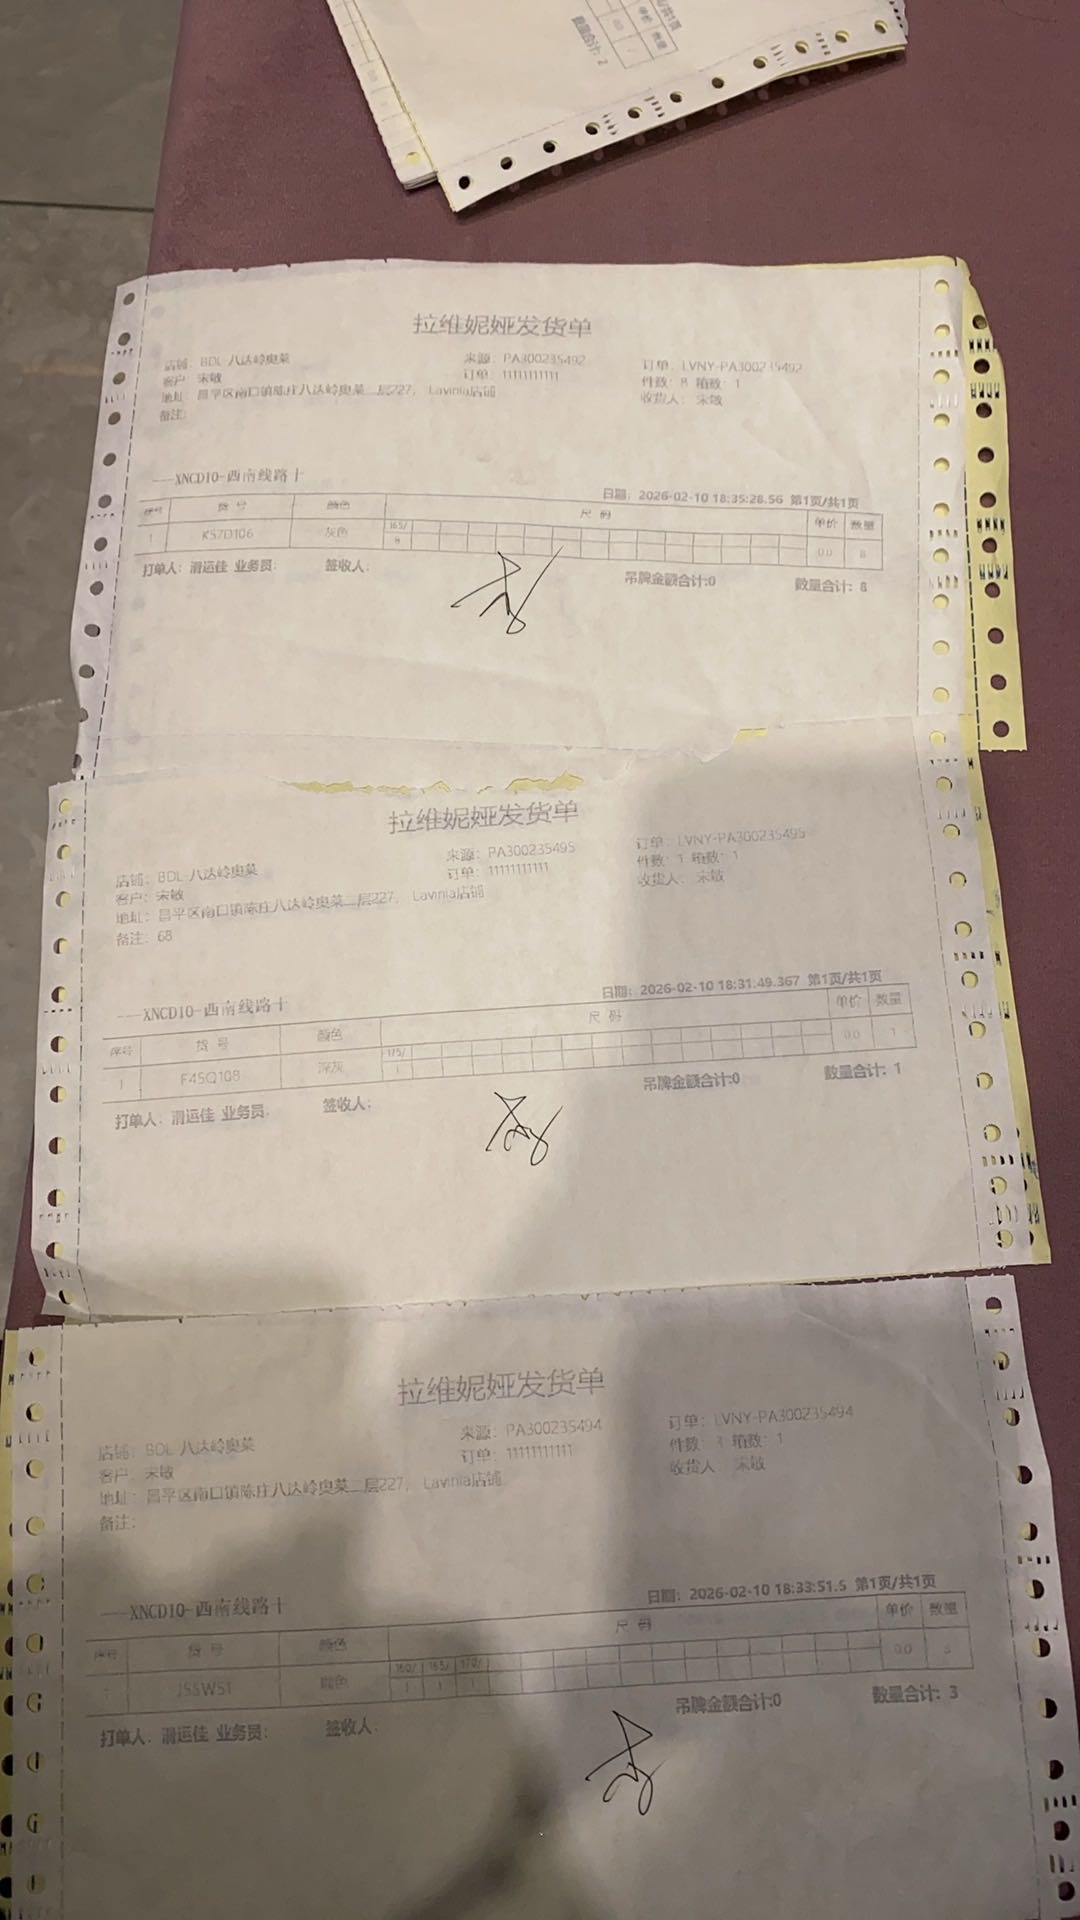 单价 数量
数量合计: 2
拉维妮娅发货单
店铺: BDL-八达岭奥莱 来源: PA300235492 订单: LVNY-PA300235492
客户: 宋敏 订单: 11111111111 件数: 8 箱数: 1
地址: 昌平区南口镇陈庄八达岭奥莱二层227, Lavinia店铺 收货人: 宋敏
备注:
----XNCD10-西南线路十 日期: 2026-02-10 18:35:28.56 第1页/共1页
序号 货 号 颜色 尺 码 单价 数量
165/
1 K57D106 灰色 8 0.0 8
打单人: 滑运佳 业务员: 签收人: 吊牌金额合计:0 数量合计: 8
拉维妮娅发货单
店铺: BDL-八达岭奥莱 来源: PA300235495 订单: LVNY-PA300235495
客户: 宋敏 订单: 11111111111 件数: 1 箱数: 1
地址: 昌平区南口镇陈庄八达岭奥莱二层227, Lavinia店铺 收货人: 宋敏
备注: 68
----XNCD10-西南线路十 日期: 2026-02-10 18:31:49.367 第1页/共1页
序号 货 号 颜色 尺 码 单价 数量
175/
1 F45Q108 深灰 1 0.0 1
打单人: 滑运佳 业务员: 签收人: 吊牌金额合计:0 数量合计: 1
拉维妮娅发货单
店铺: BDL-八达岭奥莱 来源: PA300235494 订单: LVNY-PA300235494
客户: 宋敏 订单: 11111111111 件数: 3 箱数: 1
地址: 昌平区南口镇陈庄八达岭奥莱二层227, Lavinia店铺 收货人: 宋敏
备注:
----XNCD10-西南线路十 日期: 2026-02-10 18:33:51.5 第1页/共1页
序号 货 号 颜色 尺 码 单价 数量
160/ 165/ 170/
1 J55W51 1 1 1 0.0 3
打单人: 滑运佳 业务员: 签收人: 吊牌金额合计:0 数量合计: 3